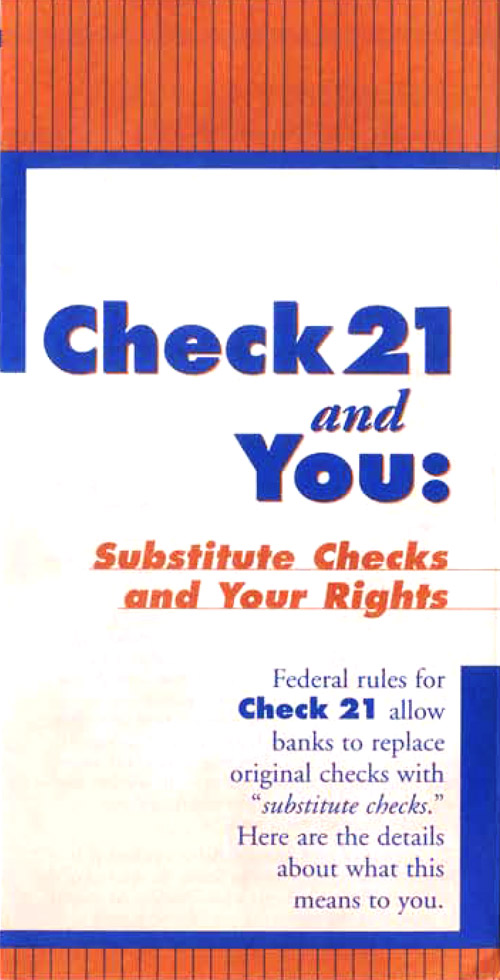 Check 21
and
You:
Substitute Checks
and Your Rights
Federal rules for
Check 21 allow
banks to replace
original checks with
“substitute checks.”
Here are the details
about what this
means to you.